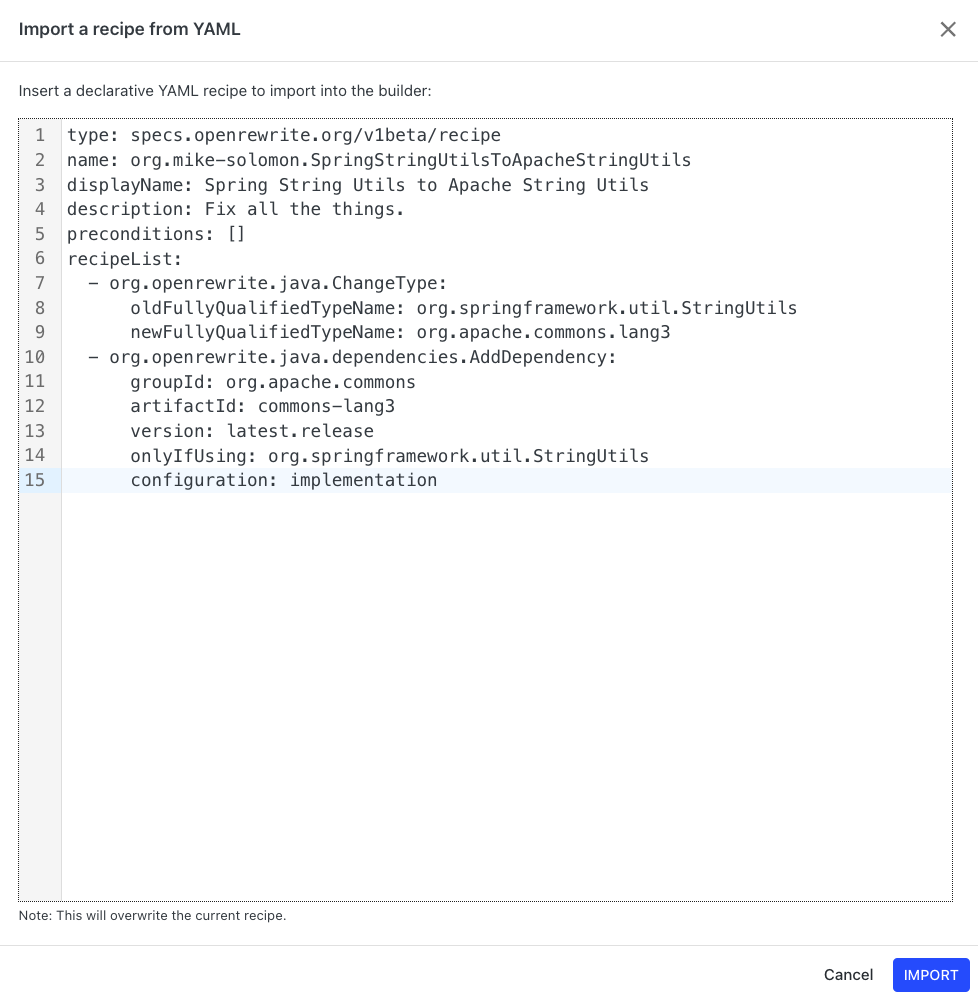 Import a recipe from YAML
Insert a declarative YAML recipe to import into the builder:
1 type: specs.openrewrite.org/v1beta/recipe
2 name: org.mike-solomon.SpringStringUtilsToApacheStringUtils
3 displayName: Spring String Utils to Apache String Utils
4 description: Fix all the things.
5 preconditions: []
6 recipeList:
7   - org.openrewrite.java.ChangeType:
8       oldFullyQualifiedTypeName: org.springframework.util.StringUtils
9       newFullyQualifiedTypeName: org.apache.commons.lang3
10   - org.openrewrite.java.dependencies.AddDependency:
11       groupId: org.apache.commons
12       artifactId: commons-lang3
13       version: latest.release
14       onlyIfUsing: org.springframework.util.StringUtils
15       configuration: implementation
Note: This will overwrite the current recipe.
Cancel IMPORT